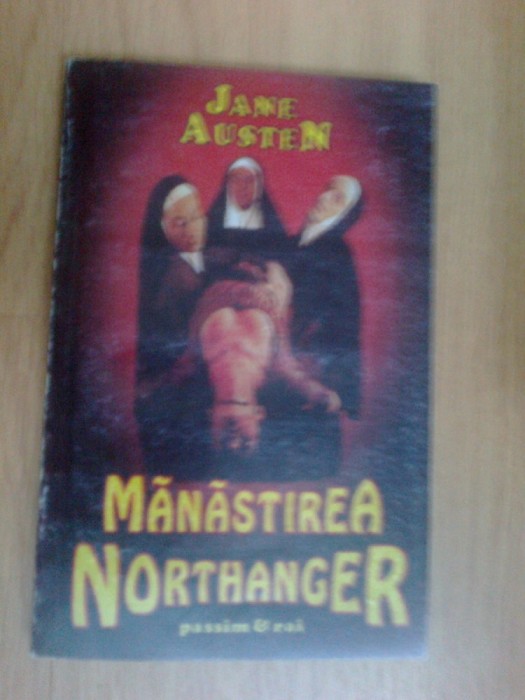 JANE
AUSTEN
MĂNĂSTIREA
NORTHANGER
passim & rai